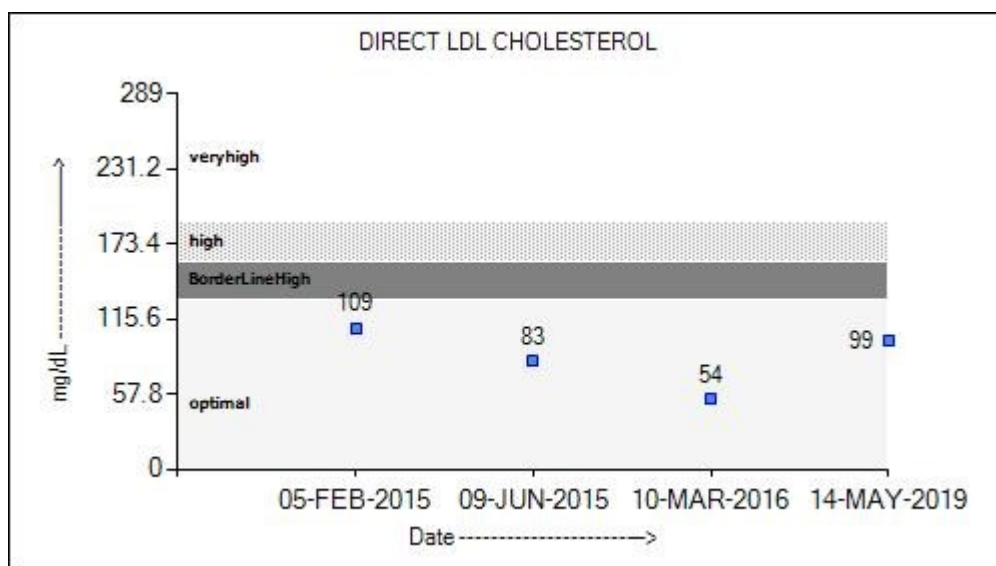 DIRECT LDL CHOLESTEROL
289
veryhigh
231.2
173.4
high
BorderLineHigh
109
115.6
83
99
54
57.8
optimal
0
mg/dL ----------------->
05-FEB-2015 09-JUN-2015 10-MAR-2016 14-MAY-2019
Date ------------------------->